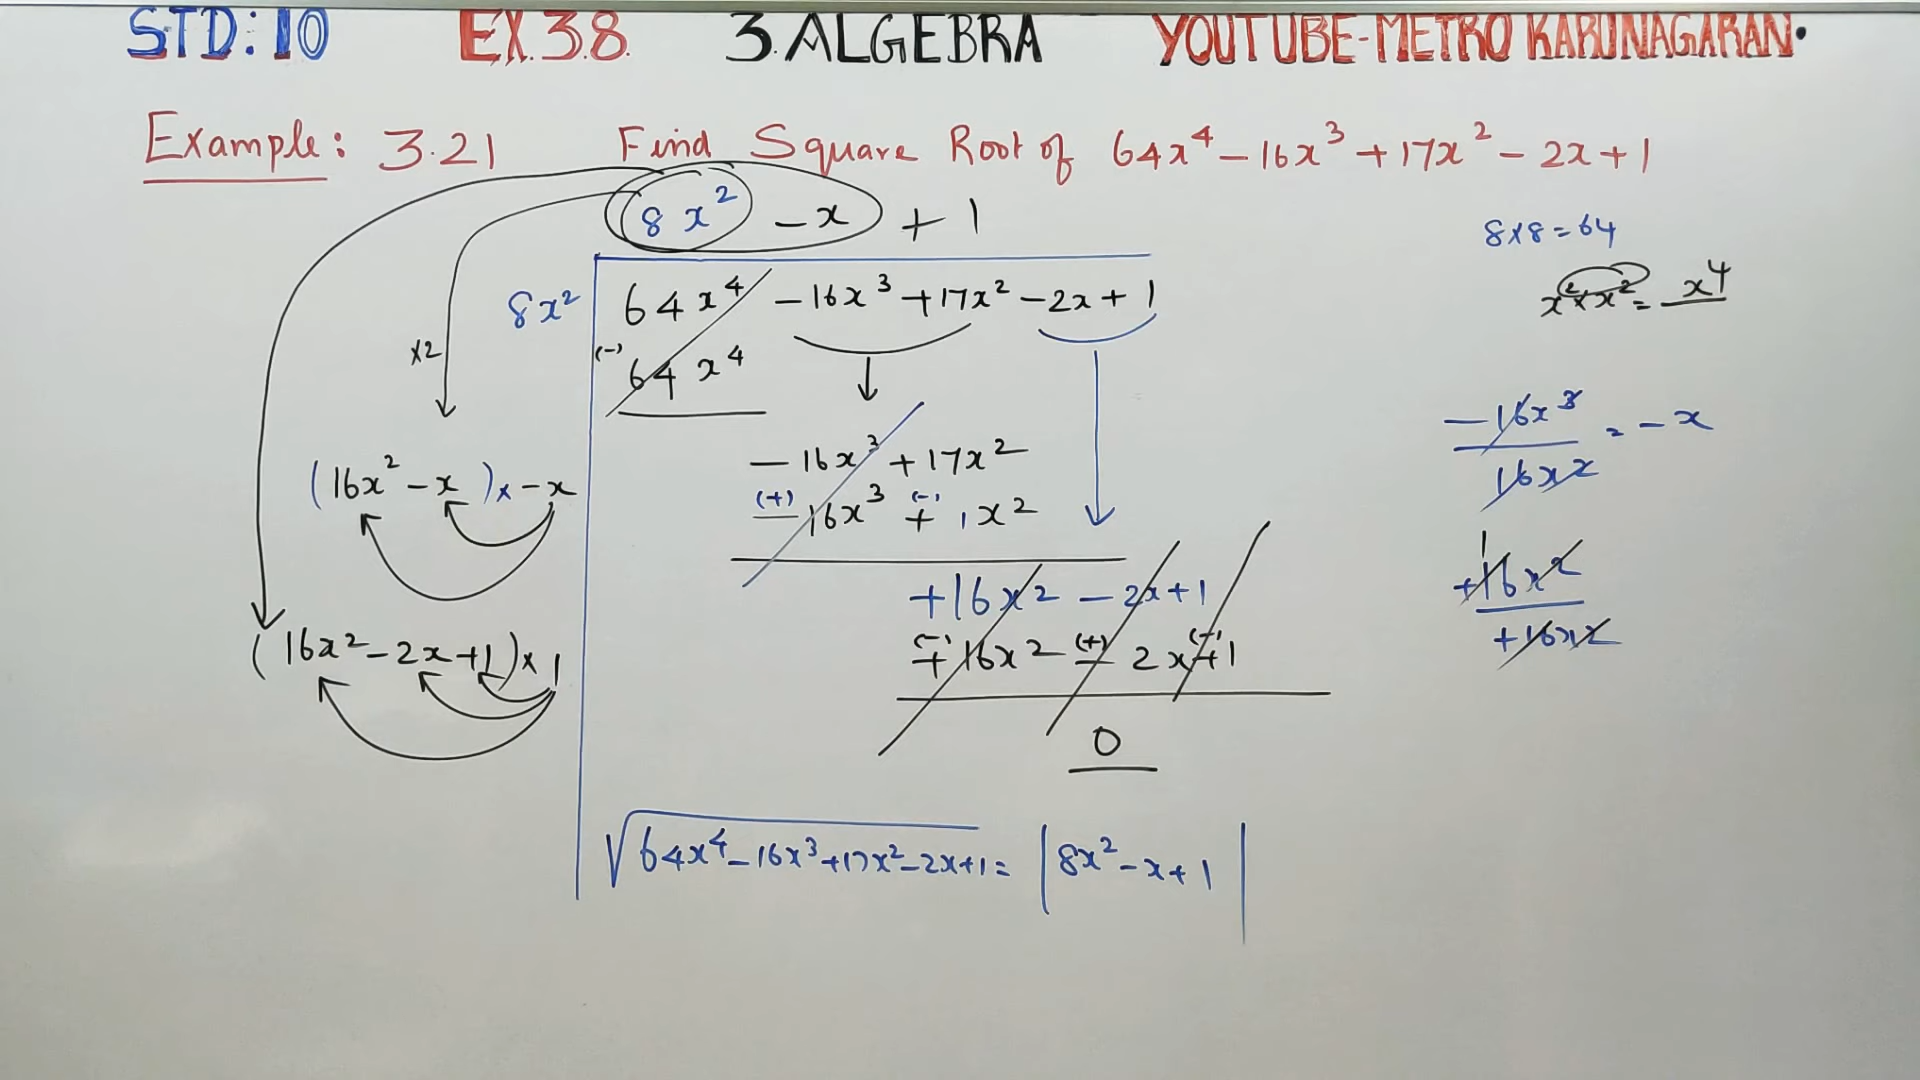 STD:10 EX.3.8. 3.ALGEBRA YOUTUBE-METRO KARUNAGARAN.
Example: 3.21 Find Square Root of 64x⁴ – 16x³ + 17x² – 2x + 1
8x² – x + 1
8×8 = 64
x²×x² = x⁴
8x² 64x⁴ – 16x³ + 17x² – 2x + 1
×2
(-) 64x⁴
–16x³ / 16x² = –x
– 16x³ + 17x²
(16x² – x) × –x
(+) (-)
– 16x³ + 1x²
1
+16x² / +16x²
+16x² – 2x + 1
(-) (+) (-)
(16x² – 2x + 1) × 1
+ 16x² – 2x + 1
0
√64x⁴ – 16x³ + 17x² – 2x + 1 = |8x² – x + 1|